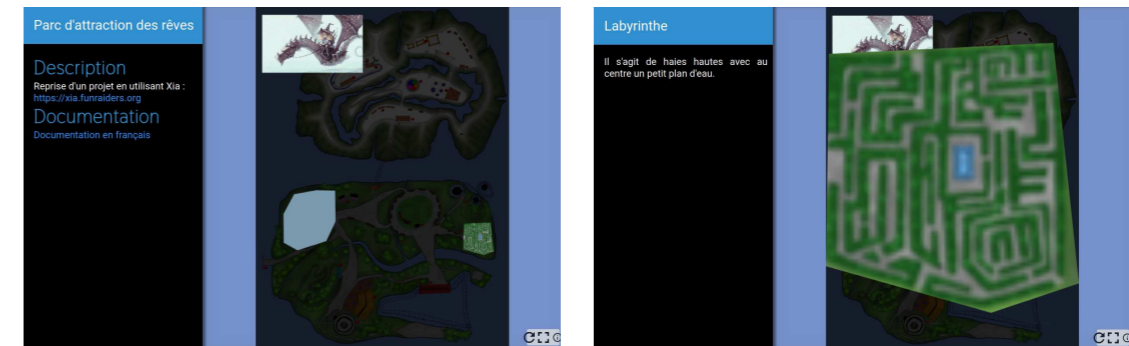 Parc d'attraction des rêves
Description
Reprise d'un projet en utilisant Xia :
https://xia.funraiders.org
Documentation
Documentation en français
Labyrinthe
Il s'agit de haies hautes avec au
centre un petit plan d'eau.